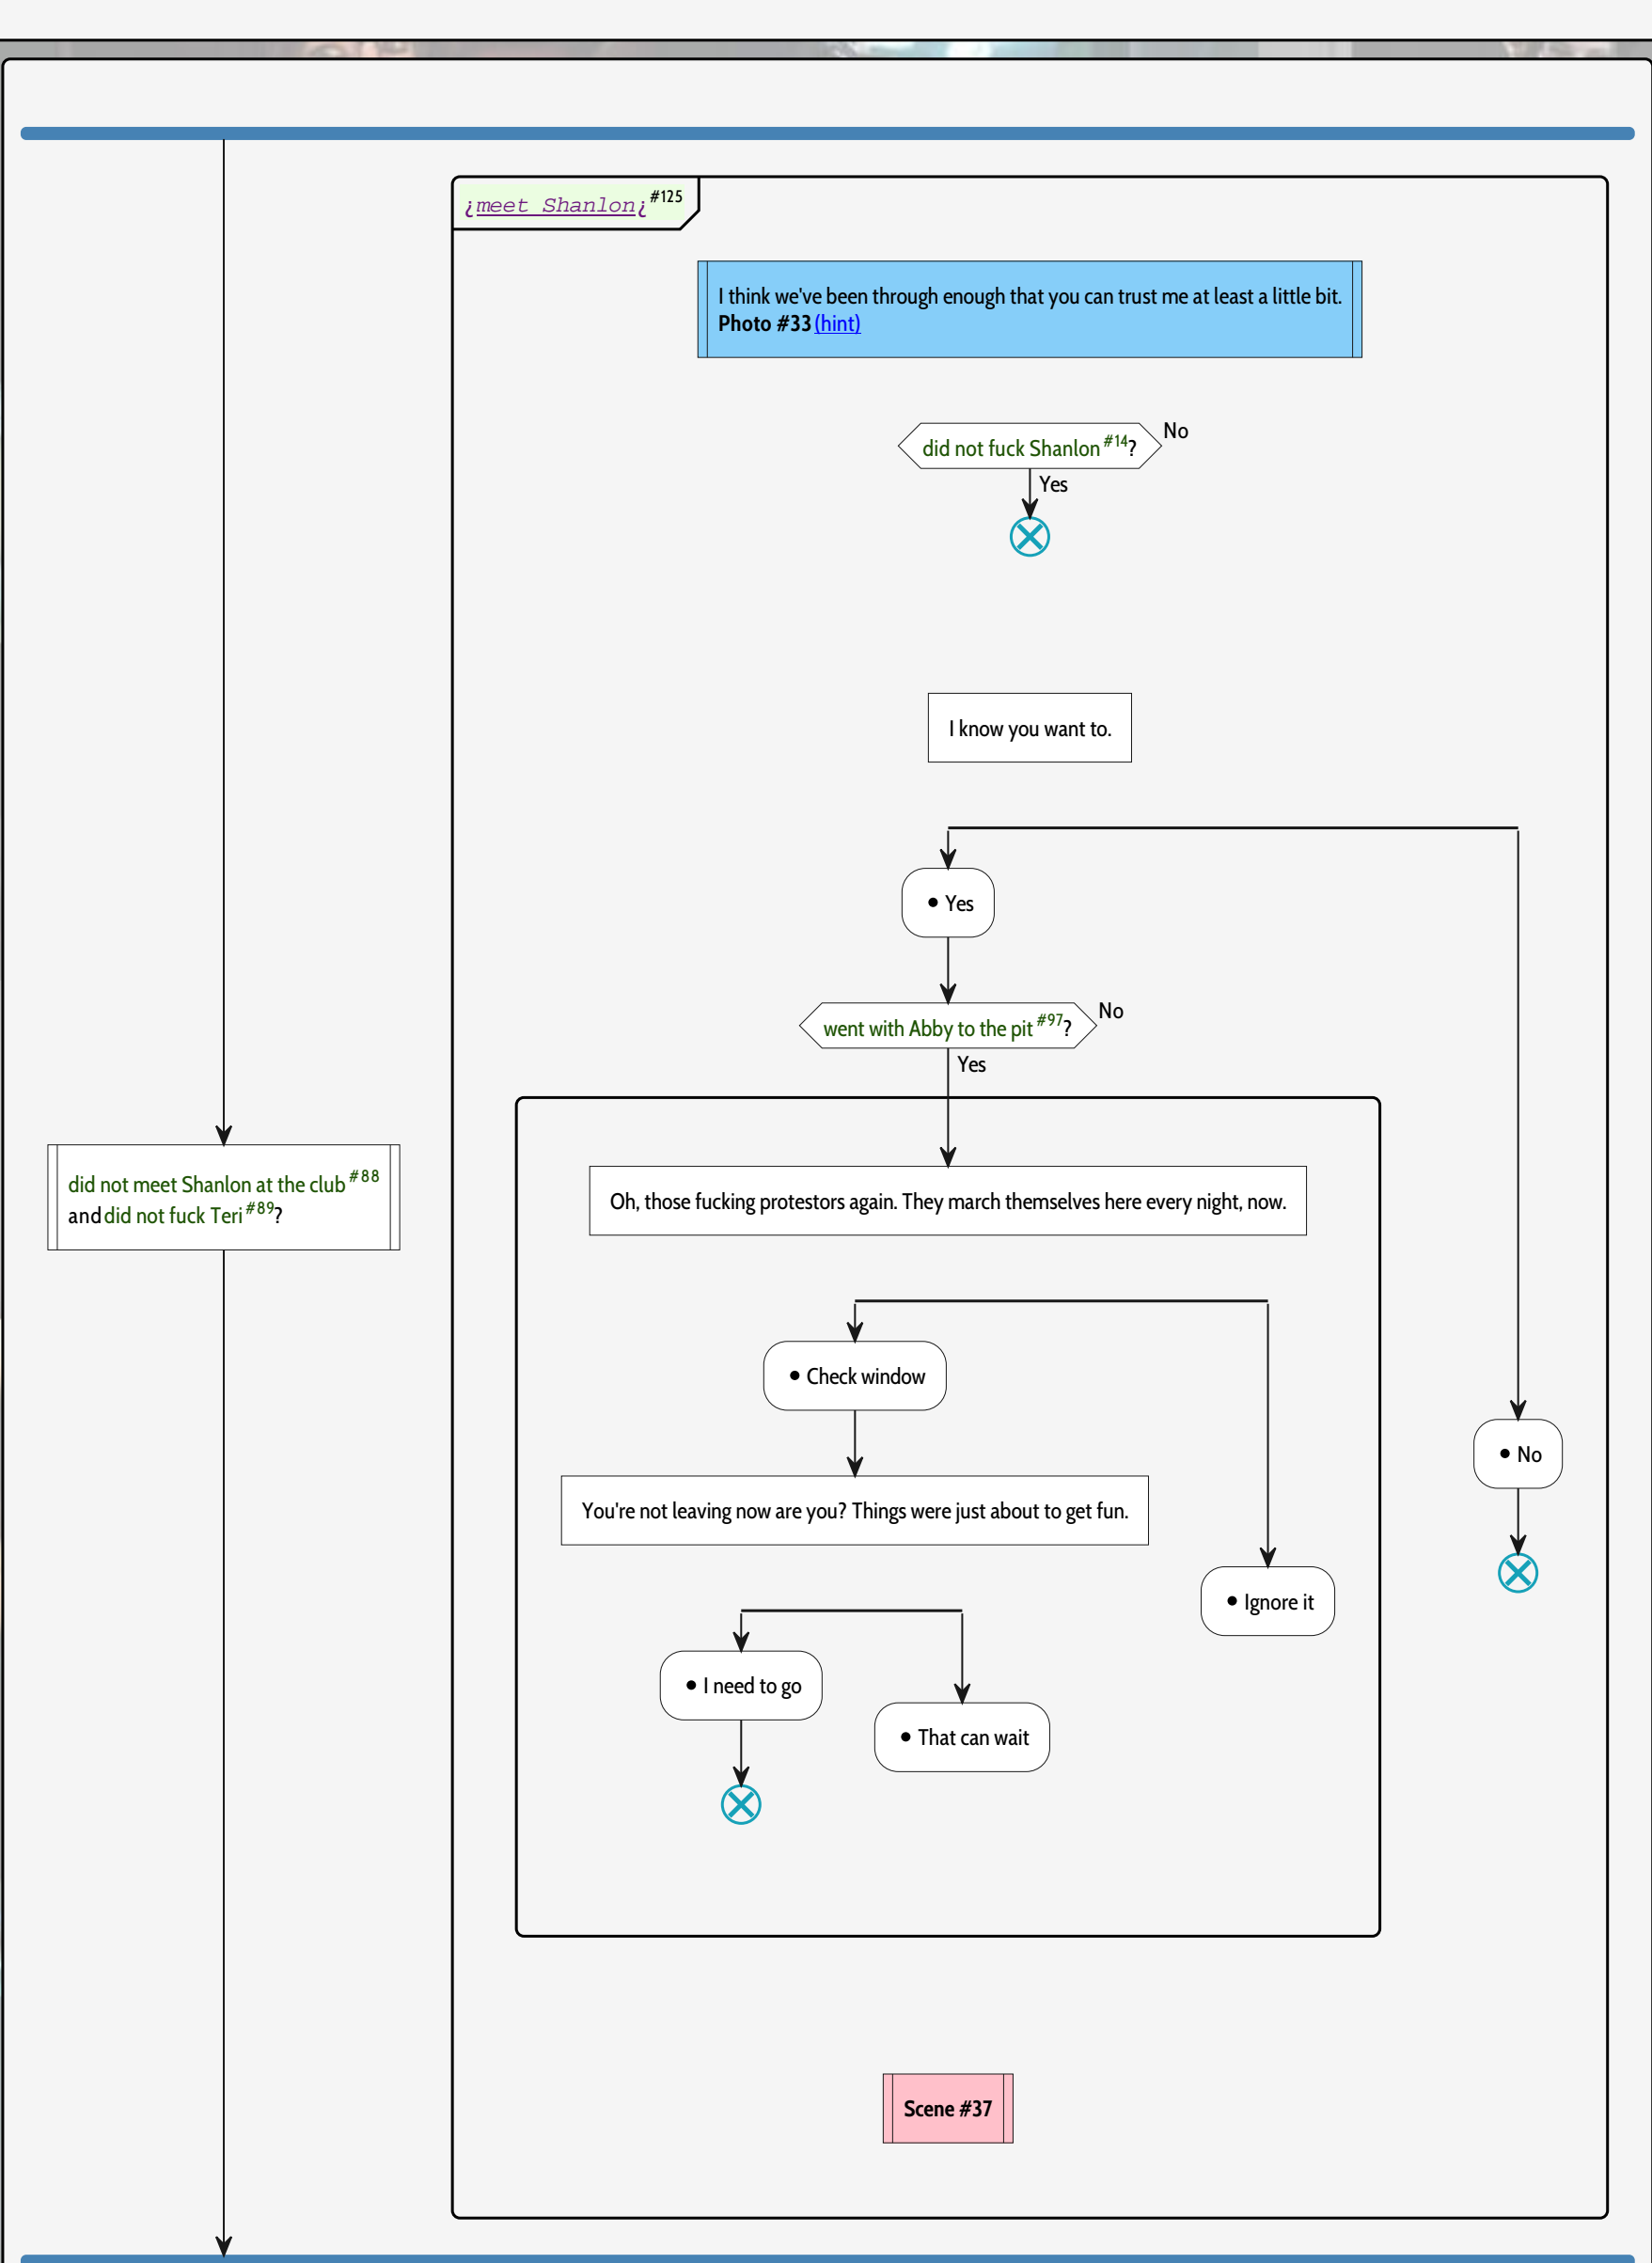 ¿meet Shanlon¿#125
I think we've been through enough that you can trust me at least a little bit.
Photo #33 (hint)
did not fuck Shanlon #14?
No
Yes
I know you want to.
• Yes
went with Abby to the pit #97?
No
Yes
did not meet Shanlon at the club #88
and did not fuck Teri #89?
Oh, those fucking protestors again. They march themselves here every night, now.
• Check window
• No
You're not leaving now are you? Things were just about to get fun.
• Ignore it
• I need to go
• That can wait
Scene #37